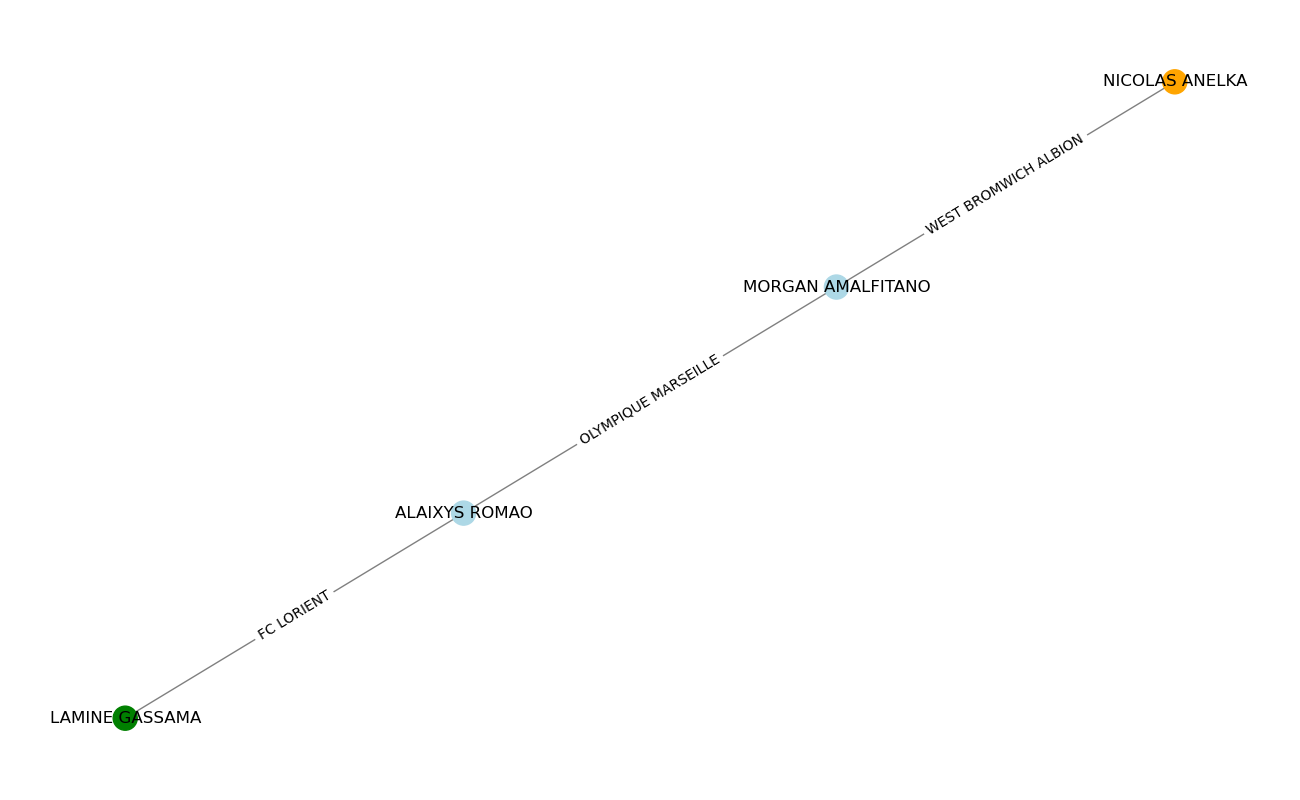 NICOLAS ANELKA
WEST BROMWICH ALBION
MORGAN AMALFITANO
OLYMPIQUE MARSEILLE
ALAIXYS ROMAO
FC LORIENT
LAMINE GASSAMA